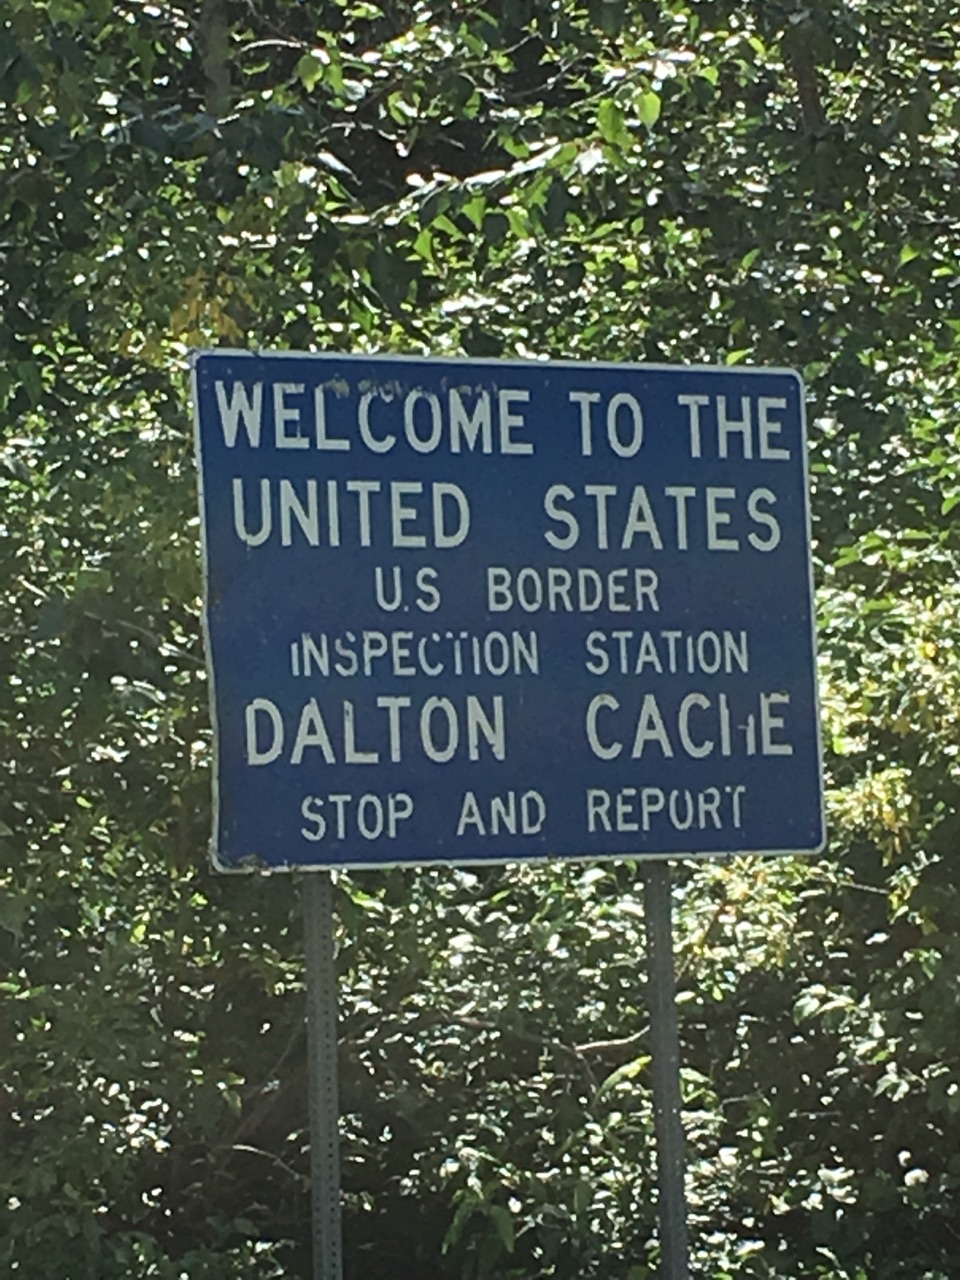 WELCOME TO THE
UNITED STATES
U.S BORDER
INSPECTION STATION
DALTON CACHE
STOP AND REPORT